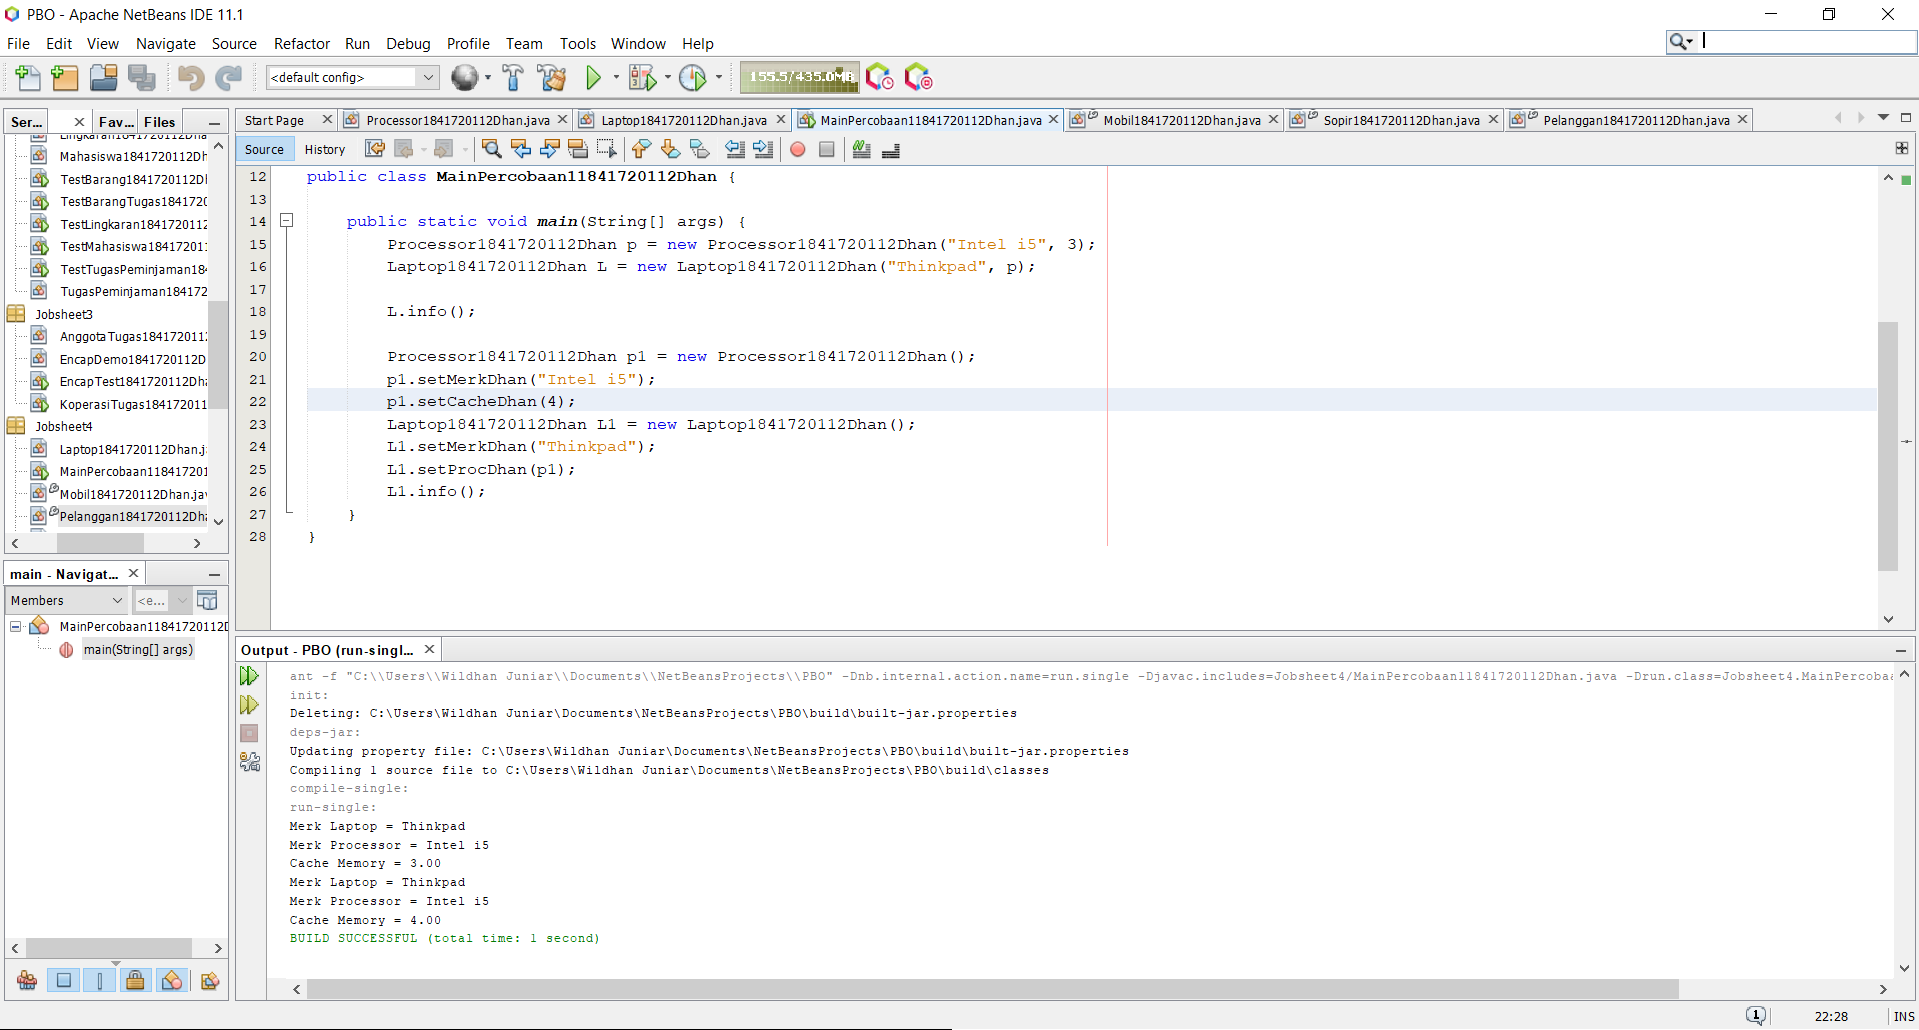 PBO - Apache NetBeans IDE 11.1
File Edit View Navigate Source Refactor Run Debug Profile Team Tools Window Help
<default config>
155.5/435.0MB
Ser... Fav... Files
Mahasiswa1841720112Dh
TestBarang1841720112Dl
TestBarangTugas184172(
TestLingkaran184172011
TestMahasiswa184172011
TestTugasPeminjaman184
TugasPeminjaman184172
Jobsheet3
AnggotaTugas184172011
EncapDemo1841720112D
EncapTest1841720112Dh
KoperasiTugas184172011
Jobsheet4
Laptop1841720112Dhan.j
MainPercobaan118417201
Mobil1841720112Dhan.jav
Pelanggan1841720112Dh
main - Navigat...
Members <e...
MainPercobaan11841720112D
main(String[] args)
Start Page Processor1841720112Dhan.java Laptop1841720112Dhan.java MainPercobaan11841720112Dhan.java Mobil1841720112Dhan.java Sopir1841720112Dhan.java Pelanggan1841720112Dhan.java
Source History
12 public class MainPercobaan11841720112Dhan {
13
14 public static void main(String[] args) {
15 Processor1841720112Dhan p = new Processor1841720112Dhan("Intel i5", 3);
16 Laptop1841720112Dhan L = new Laptop1841720112Dhan("Thinkpad", p);
17
18 L.info();
19
20 Processor1841720112Dhan p1 = new Processor1841720112Dhan();
21 p1.setMerkDhan("Intel i5");
22 p1.setCacheDhan(4);
23 Laptop1841720112Dhan L1 = new Laptop1841720112Dhan();
24 L1.setMerkDhan("Thinkpad");
25 L1.setProcDhan(p1);
26 L1.info();
27 }
28 }
Output - PBO (run-singl...
ant -f "C:\\Users\\Wildhan Juniar\\Documents\\NetBeansProjects\\PBO" -Dnb.internal.action.name=run.single -Djavac.includes=Jobsheet4/MainPercobaan11841720112Dhan.java -Drun.class=Jobsheet4.MainPercobaa
init:
Deleting: C:\Users\Wildhan Juniar\Documents\NetBeansProjects\PBO\build\built-jar.properties
deps-jar:
Updating property file: C:\Users\Wildhan Juniar\Documents\NetBeansProjects\PBO\build\built-jar.properties
Compiling 1 source file to C:\Users\Wildhan Juniar\Documents\NetBeansProjects\PBO\build\classes
compile-single:
run-single:
Merk Laptop = Thinkpad
Merk Processor = Intel i5
Cache Memory = 3.00
Merk Laptop = Thinkpad
Merk Processor = Intel i5
Cache Memory = 4.00
BUILD SUCCESSFUL (total time: 1 second)
1 22:28 INS